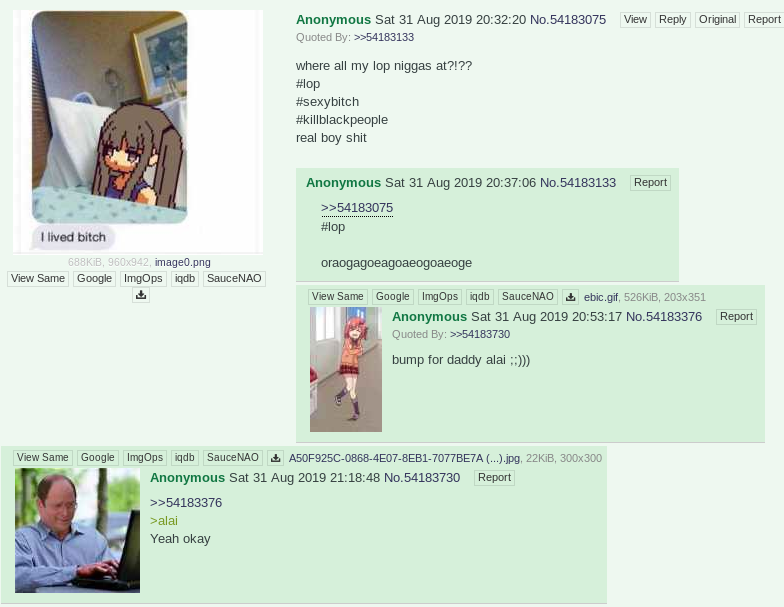 Anonymous Sat 31 Aug 2019 20:32:20 No.54183075 View Reply Original Report
Quoted By: >>54183133
where all my lop niggas at?!??
#lop
#sexybitch
#killblackpeople
real boy shit
I lived bitch
688KiB, 960x942, image0.png
View Same Google ImgOps iqdb SauceNAO
Anonymous Sat 31 Aug 2019 20:37:06 No.54183133 Report
>>54183075
#lop
oraogagoeagoaeogoaeoge
View Same Google ImgOps iqdb SauceNAO ebic.gif, 526KiB, 203x351
Anonymous Sat 31 Aug 2019 20:53:17 No.54183376 Report
Quoted By: >>54183730
bump for daddy alai ;;)))
View Same Google ImgOps iqdb SauceNAO A50F925C-0868-4E07-8EB1-7077BE7A (...).jpg, 22KiB, 300x300
Anonymous Sat 31 Aug 2019 21:18:48 No.54183730 Report
>>54183376
>alai
Yeah okay